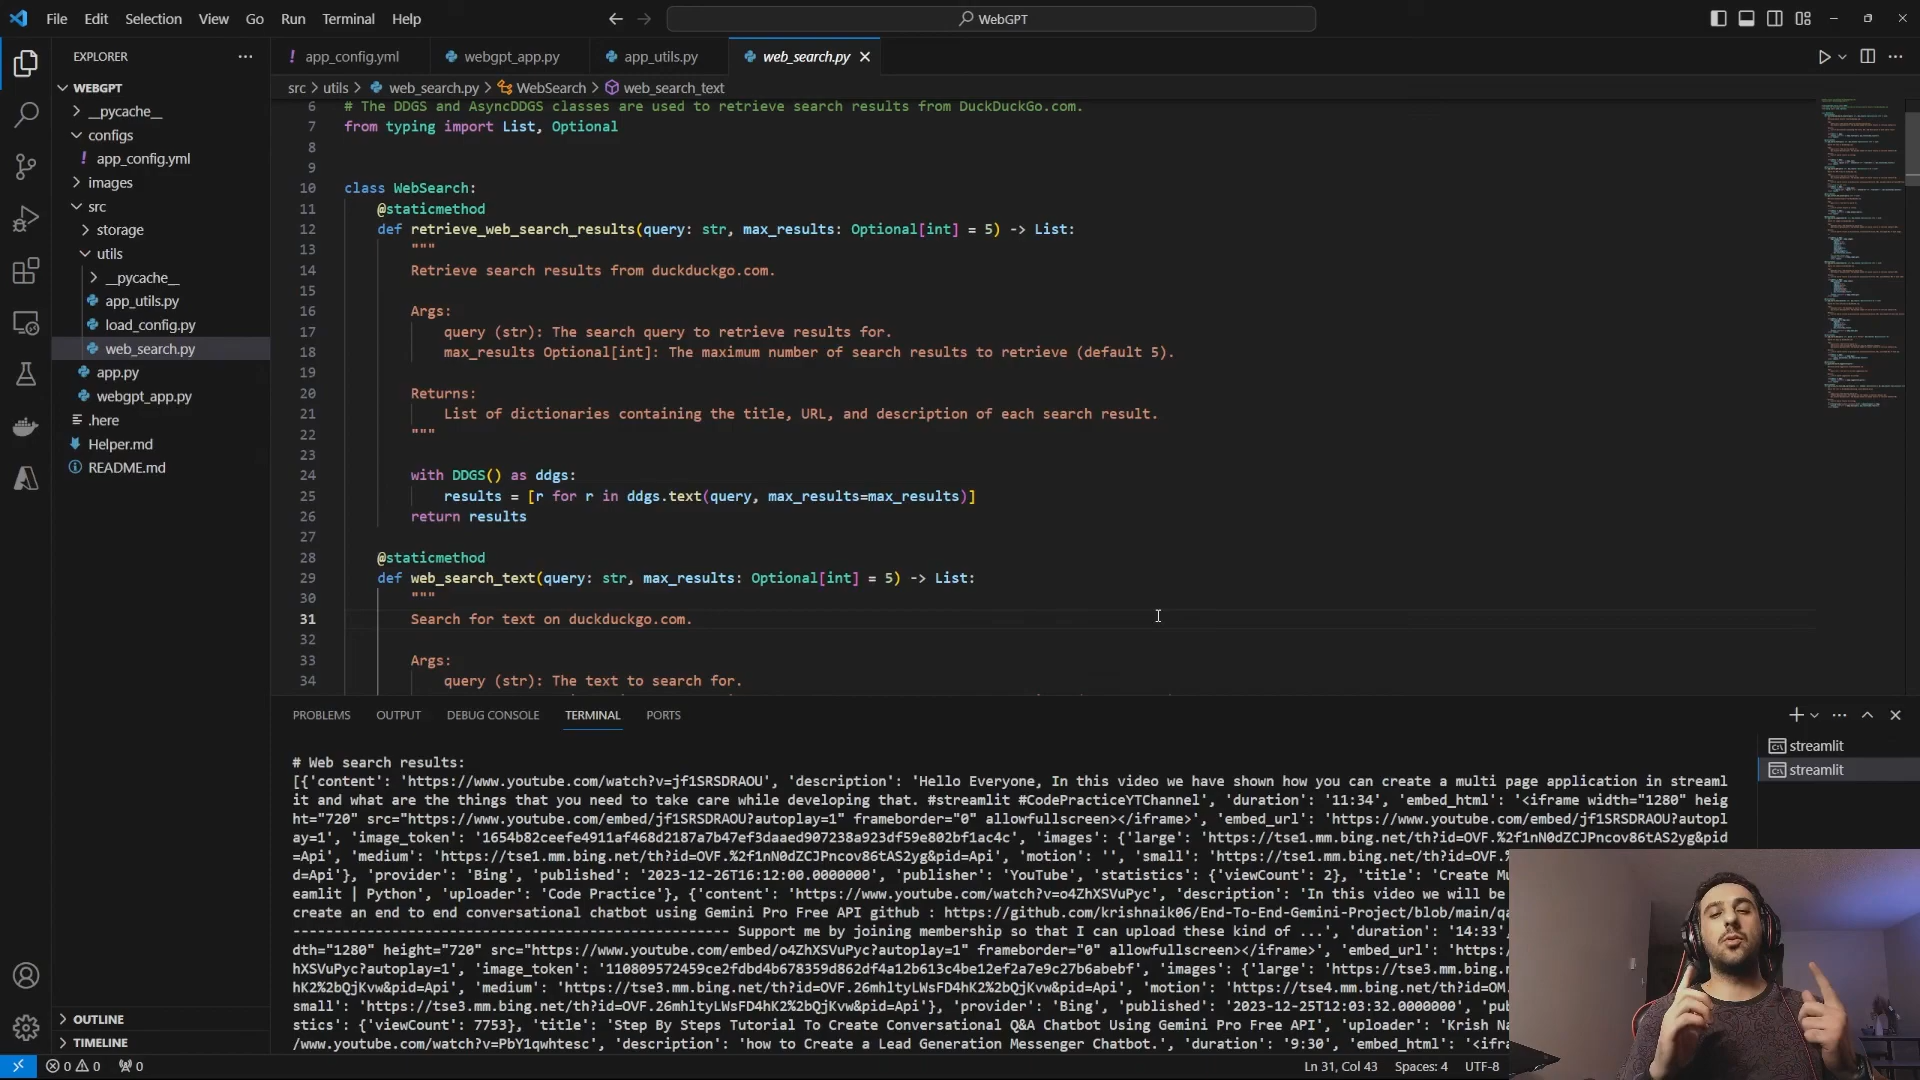 File Edit Selection View Go Run Terminal Help
WebGPT
EXPLORER
app_config.yml
webgpt_app.py
app_utils.py
web_search.py
src > utils > web_search.py > WebSearch > web_search_text
WEBGPT
__pycache__
configs
! app_config.yml
images
src
storage
utils
__pycache__
app_utils.py
load_config.py
web_search.py
app.py
webgpt_app.py
.here
Helper.md
README.md
OUTLINE
TIMELINE
6 # The DDGS and AsyncDDGS classes are used to retrieve search results from DuckDuckGo.com.
7 from typing import List, Optional
8
9
10 class WebSearch:
11 @staticmethod
12 def retrieve_web_search_results(query: str, max_results: Optional[int] = 5) -> List:
13 """
14 Retrieve search results from duckduckgo.com.
15
16 Args:
17 query (str): The search query to retrieve results for.
18 max_results Optional[int]: The maximum number of search results to retrieve (default 5).
19
20 Returns:
21 List of dictionaries containing the title, URL, and description of each search result.
22 """
23
24 with DDGS() as ddgs:
25 results = [r for r in ddgs.text(query, max_results=max_results)]
26 return results
27
28 @staticmethod
29 def web_search_text(query: str, max_results: Optional[int] = 5) -> List:
30 """
31 Search for text on duckduckgo.com.
32
33 Args:
34 query (str): The text to search for.
PROBLEMS OUTPUT DEBUG CONSOLE TERMINAL PORTS
streamlit
streamlit
# Web search results:
[{'content': 'https://www.youtube.com/watch?v=jf1SRSDRAOU', 'description': 'Hello Everyone, In this video we have shown how you can create a multi page application in streaml
it and what are the things that you need to take care while developing that. #streamlit #CodePracticeYTChannel', 'duration': '11:34', 'embed_html': '<iframe width="1280" heig
ht="720" src="https://www.youtube.com/embed/jf1SRSDRAOU?autoplay=1" frameborder="0" allowfullscreen></iframe>', 'embed_url': 'https://www.youtube.com/embed/jf1SRSDRAOU?autopl
ay=1', 'image_token': '1654b82ceefe4911af468d2187a7b47ef3daaed907238a923df59e802bf1ac4c', 'images': {'large': 'https://tse1.mm.bing.net/th?id=OVF.%2f1nN0dZCJPncov86tAS2yg&pid
=Api', 'medium': 'https://tse1.mm.bing.net/th?id=OVF.%2f1nN0dZCJPncov86tAS2yg&pid=Api', 'motion': '', 'small': 'https://tse1.mm.bing.net/th?id=OVF.%
d=Api'}, 'provider': 'Bing', 'published': '2023-12-26T16:12:00.0000000', 'publisher': 'YouTube', 'statistics': {'viewCount': 2}, 'title': 'Create Mu
eamlit | Python', 'uploader': 'Code Practice'}, {'content': 'https://www.youtube.com/watch?v=o4ZhXSVuPyc', 'description': 'In this video we will be
create an end to end conversational chatbot using Gemini Pro Free API github : https://github.com/krishnaik06/End-To-End-Gemini-Project/blob/main/qa
---------------------------------------------------- Support me by joining membership so that I can upload these kind of ...', 'duration': '14:33'
dth="1280" height="720" src="https://www.youtube.com/embed/o4ZhXSVuPyc?autoplay=1" frameborder="0" allowfullscreen></iframe>', 'embed_url': 'https:/
hXSVuPyc?autoplay=1', 'image_token': '110809572459ce2fdbd4b678359d862df4a12b613c4be12ef2a7e9c27b6abebf', 'images': {'large': 'https://tse3.mm.bing.n
hK2%2bQjKvw&pid=Api', 'medium': 'https://tse3.mm.bing.net/th?id=OVF.26mhltyLWsFD4hK2%2bQjKvw&pid=Api', 'motion': 'https://tse4.mm.bing.net/th?id=OM.
small': 'https://tse3.mm.bing.net/th?id=OVF.26mhltyLWsFD4hK2%2bQjKvw&pid=Api'}, 'provider': 'Bing', 'published': '2023-12-25T12:03:32.0000000', 'pub
stics': {'viewCount': 7753}, 'title': 'Step By Steps Tutorial To Create Conversational Q&A Chatbot Using Gemini Pro Free API', 'uploader': 'Krish Na
/www.youtube.com/watch?v=PbY1qwhtesc', 'description': 'how to Create a Lead Generation Messenger Chatbot.', 'duration': '9:30', 'embed_html': '<ifra
0 0 0 Ln 31, Col 43 Spaces: 4 UTF-8